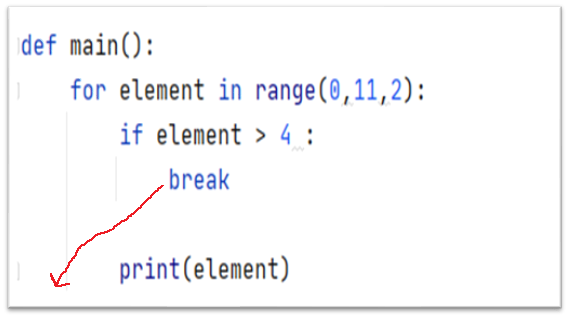 def main():
    for element in range(0,11,2):
        if element > 4 :
            break
        print(element)